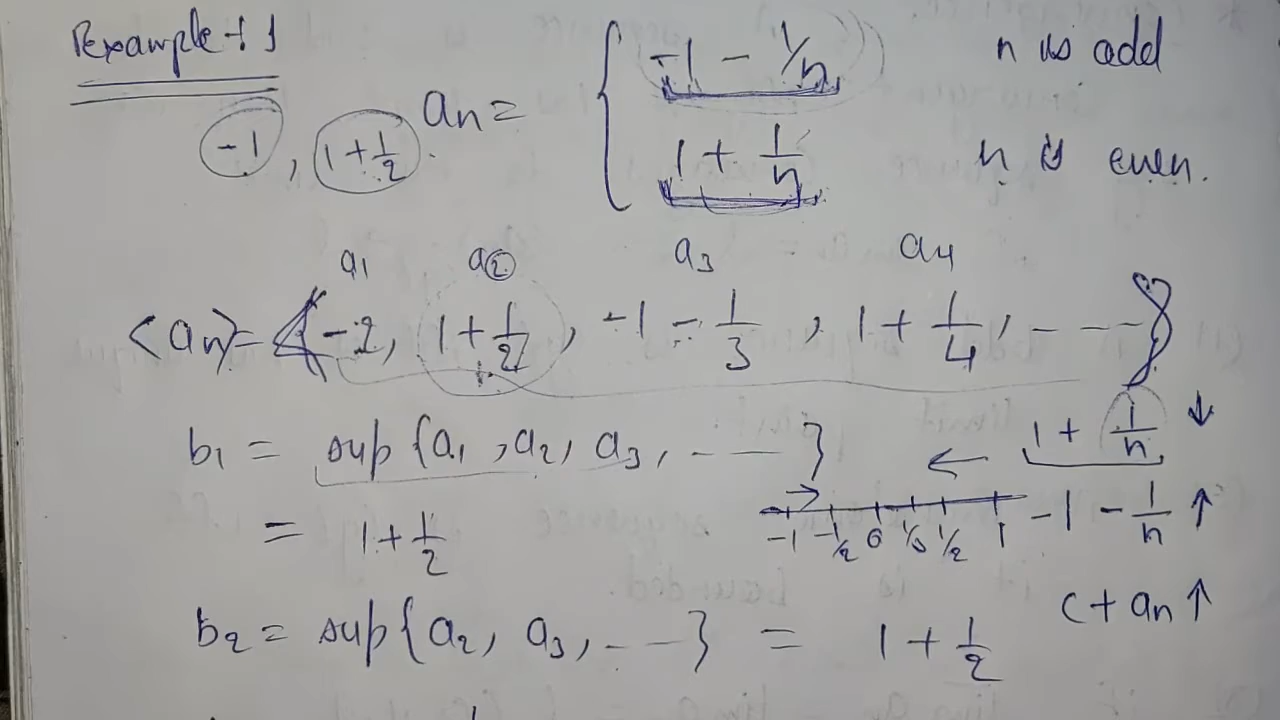 Example-1
-1, 1+1/2. an = { -1 - 1/n n is odd
1 + 1/n n is even.
a1 a2 a3 a4
<an>= -2, 1+1/2, -1 - 1/3, 1+1/4, - - - -
b1 = sup{a1, a2, a3, - - - } 1 + 1/n ↓
←
→ -1 -1/2 0 1/3 1/2 1 -1 - 1/n ↑
= 1 + 1/2
c + an ↑
b2 = sup{a2, a3, - - - } = 1 + 1/2